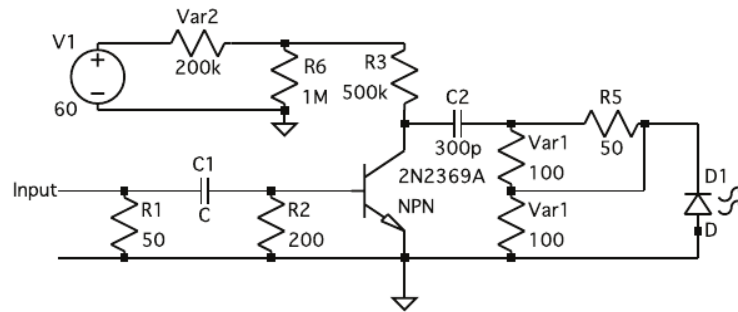 Var2
V1
200k
60
R6
1M
R3
500k
C2
300p
R5
50
Var1
100
Var1
100
D1
D
2N2369A
NPN
Input
C1
C
R1
50
R2
200